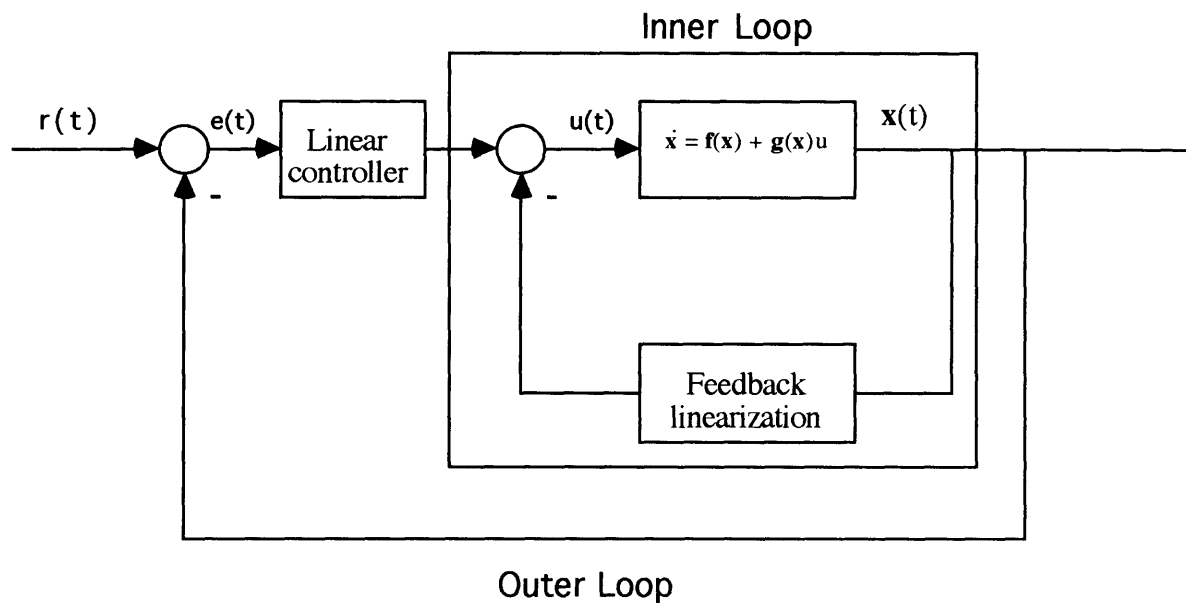 Inner Loop
r(t)
e(t)
Linear
controller
u(t)
ẋ = f(x) + g(x)u
x(t)
-
-
Feedback
linearization
Outer Loop